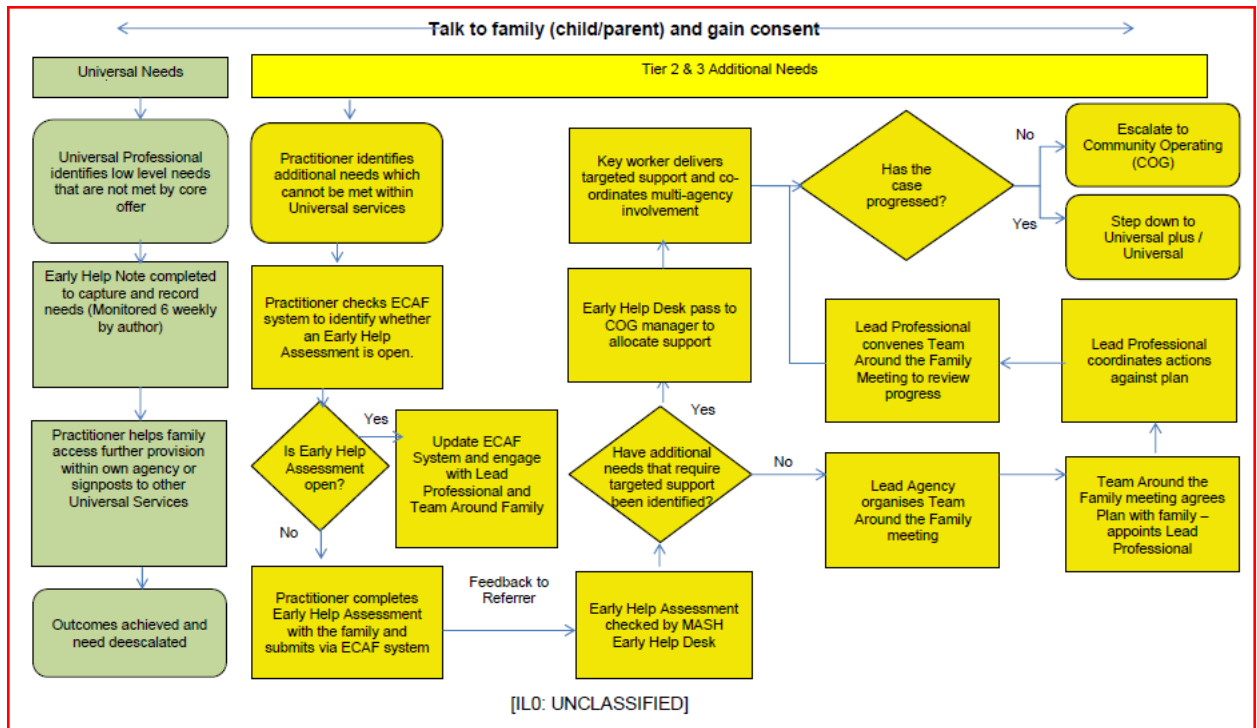 Talk to family (child/parent) and gain consent
Universal Needs
Tier 2 & 3 Additional Needs
Universal Professional
identifies low level needs
that are not met by core
offer
Early Help Note completed
to capture and record
needs (Monitored 6 weekly
by author)
Practitioner helps family
access further provision
within own agency or
signposts to other
Universal Services
Outcomes achieved and
need deescalated
Practitioner identifies
additional needs which
cannot be met within
Universal services
Practitioner checks ECAF
system to identify whether
an Early Help
Assessment is open.
Is Early Help
Assessment
open?
Yes
Update ECAF
System and engage
with Lead
Professional and
Team Around Family
No
Practitioner completes
Early Help Assessment
with the family and
submits via ECAF system
Feedback to
Referrer
Early Help Assessment
checked by MASH
Early Help Desk
Have additional
needs that require
targeted support
been identified?
Yes
Early Help Desk pass to
COG manager to
allocate support
Key worker delivers
targeted support and co-
ordinates multi-agency
involvement
No
Lead Agency
organises Team
Around the Family
meeting
Team Around the
Family meeting agrees
Plan with family –
appoints Lead
Professional
Lead Professional
coordinates actions
against plan
Lead Professional
convenes Team
Around the Family
Meeting to review
progress
Has the
case
progressed?
No
Escalate to
Community Operating
(COG)
Yes
Step down to
Universal plus /
Universal
[IL0: UNCLASSIFIED]